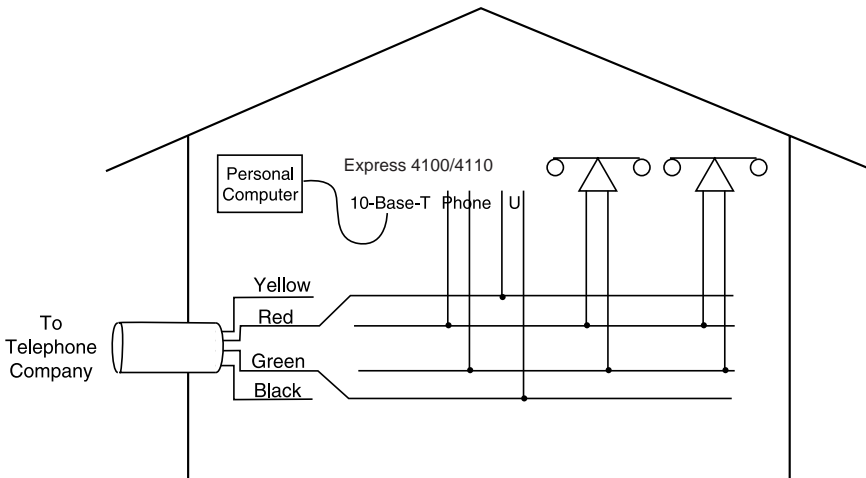 Express 4100/4110
Personal
Computer
10-Base-T Phone U
Yellow
Red
To
Telephone
Company
Green
Black